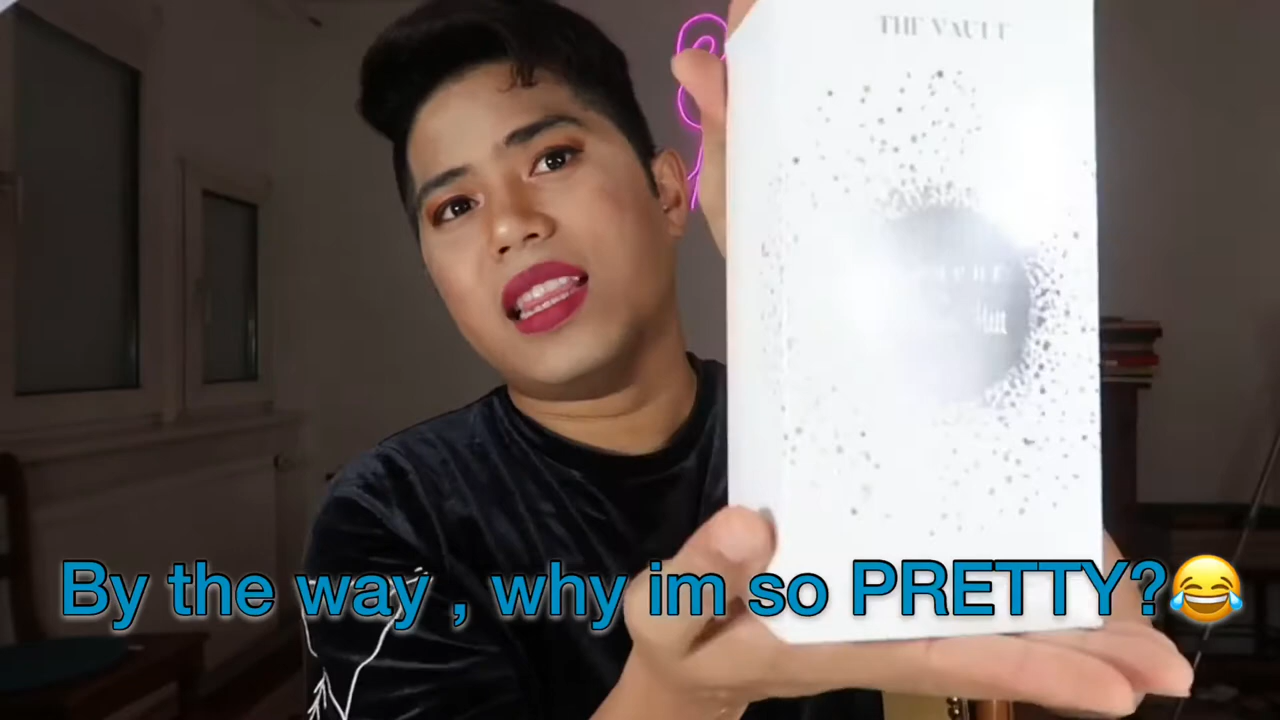 THE VAULT
By the way , why im so PRETTY?😂